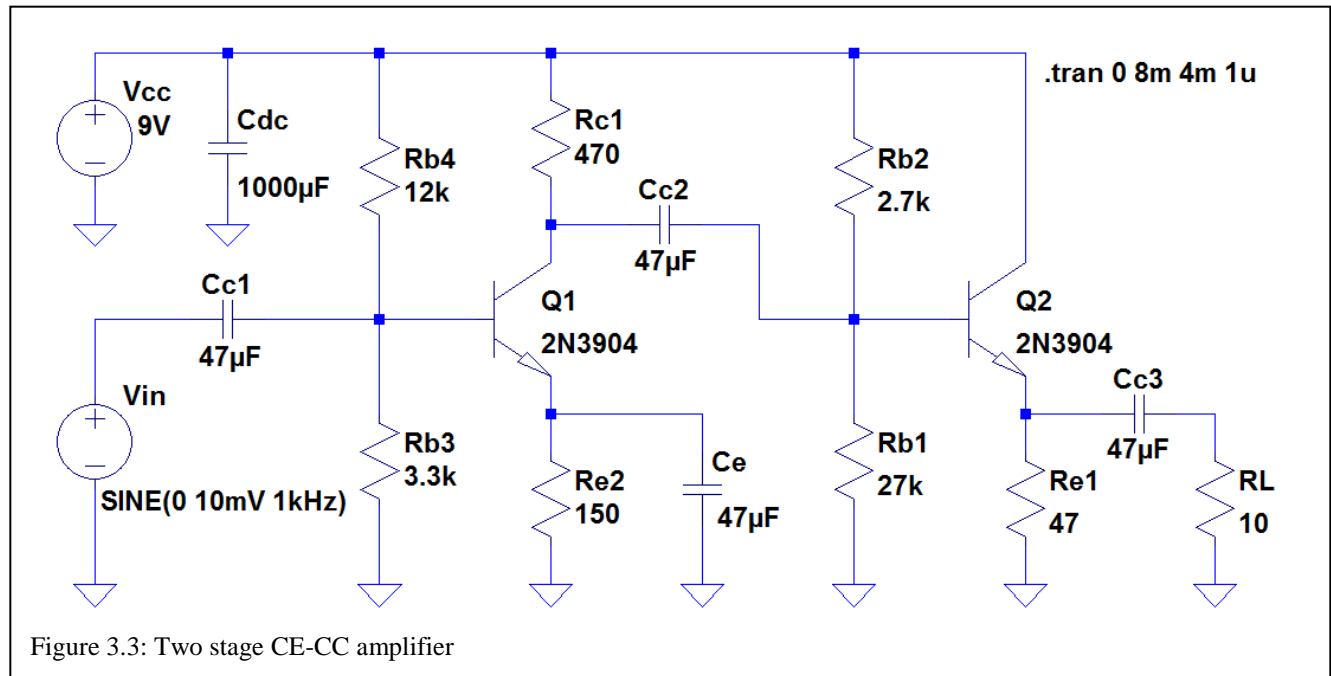 .tran 0 8m 4m 1u
Vcc
9V
Cdc
1000µF
Rb4
12k
Rc1
470
Rb2
2.7k
Cc2
47µF
Cc1
47µF
Q1
2N3904
Q2
2N3904
Vin
SINE(0 10mV 1kHz)
Rb3
3.3k
Re2
150
Ce
47µF
Rb1
27k
Cc3
47µF
Re1
47
RL
10
Figure 3.3: Two stage CE-CC amplifier